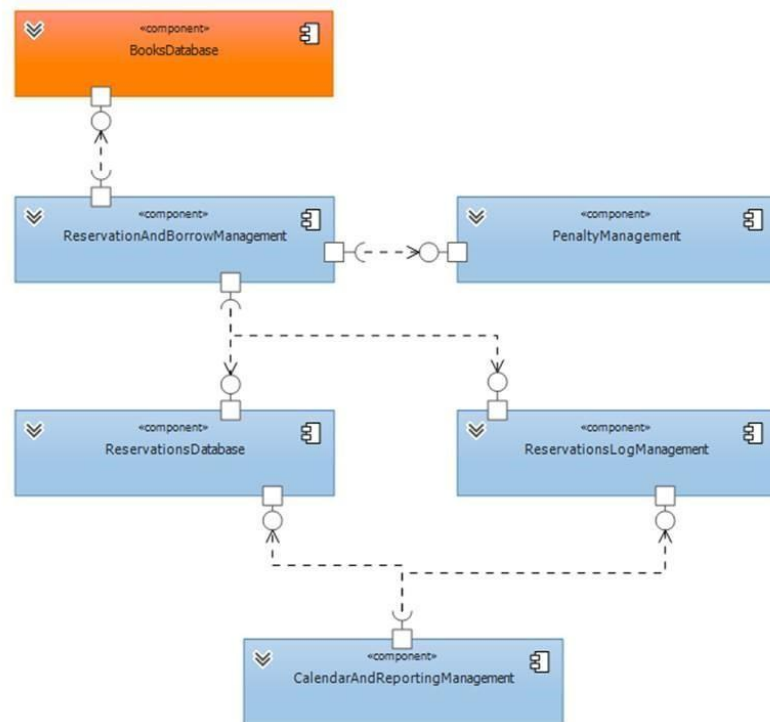 «component»
BooksDatabase
«component»
ReservationAndBorrowManagement
«component»
PenaltyManagement
«component»
ReservationsDatabase
«component»
ReservationsLogManagement
«component»
CalendarAndReportingManagement